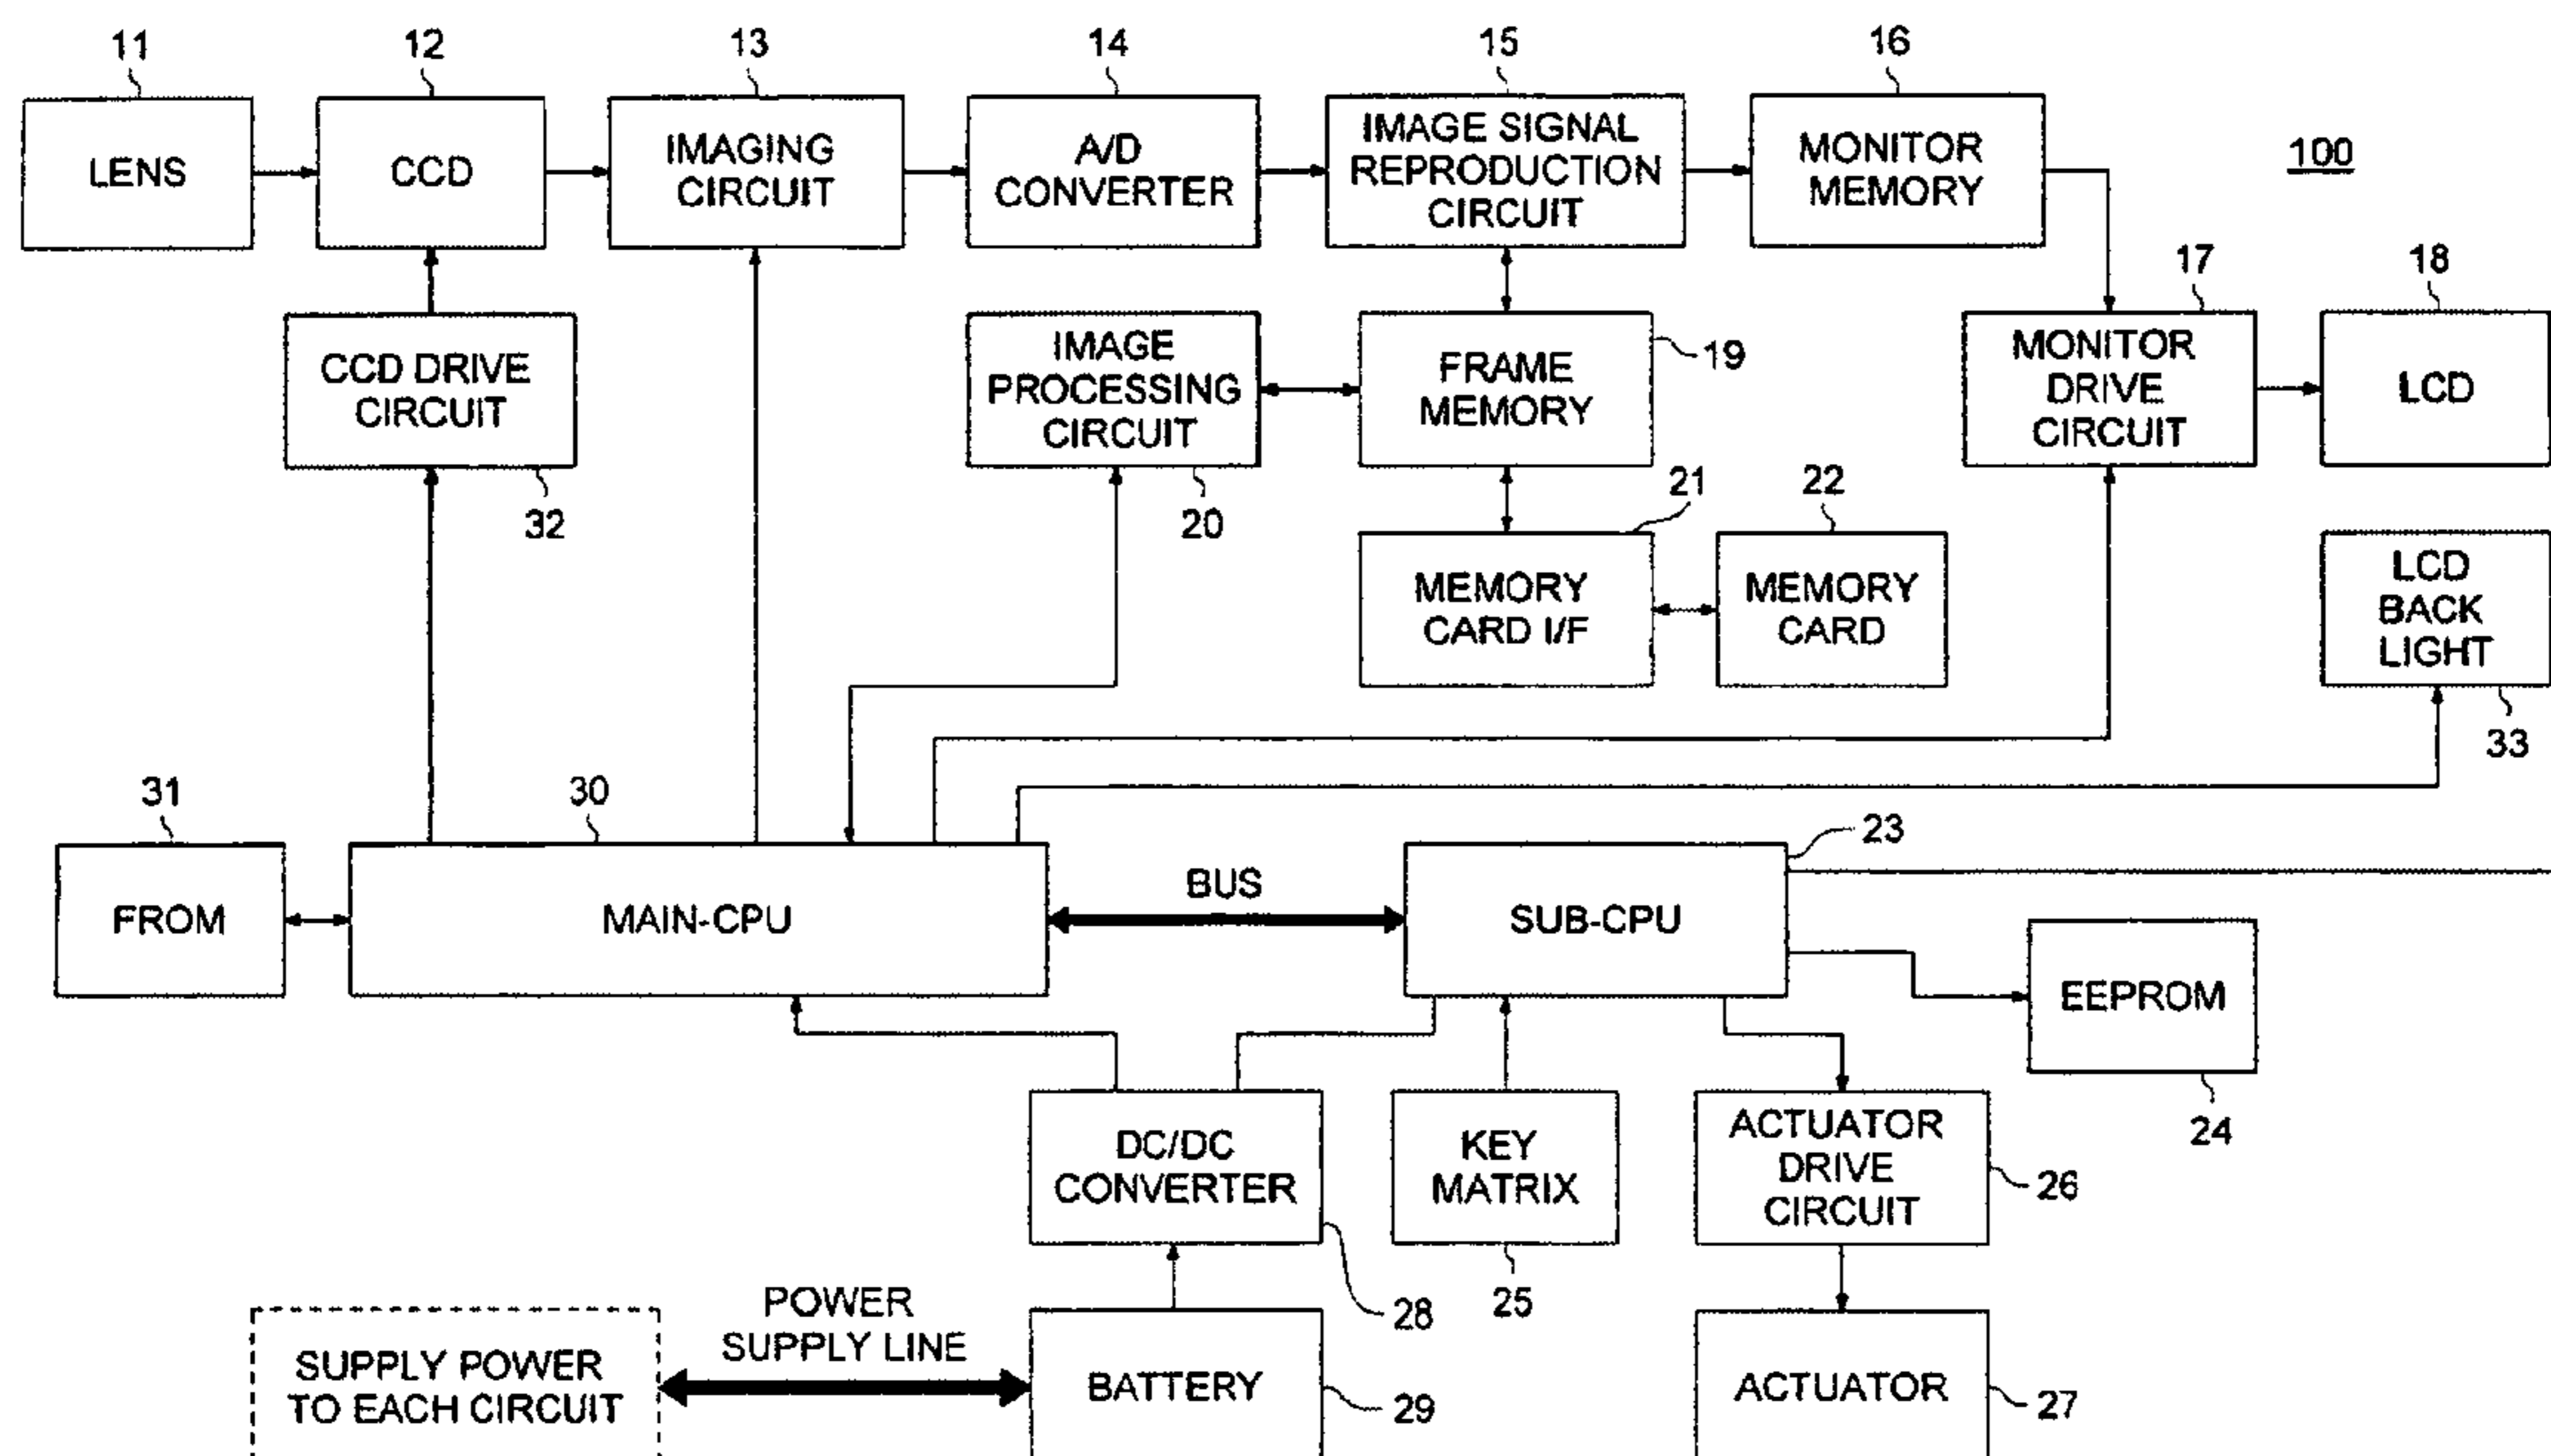 11
12
13
14
15
16
LENS
CCD
IMAGING
CIRCUIT
A/D
CONVERTER
IMAGE SIGNAL
REPRODUCTION
CIRCUIT
MONITOR
MEMORY
100
17
18
CCD DRIVE
CIRCUIT
32
IMAGE
PROCESSING
CIRCUIT
20
FRAME
MEMORY
19
MONITOR
DRIVE
CIRCUIT
LCD
21
22
MEMORY
CARD I/F
MEMORY
CARD
LCD
BACK
LIGHT
33
31
30
23
FROM
MAIN-CPU
BUS
SUB-CPU
EEPROM
24
DC/DC
CONVERTER
28
KEY
MATRIX
25
ACTUATOR
DRIVE
CIRCUIT
26
SUPPLY POWER
TO EACH CIRCUIT
POWER
SUPPLY LINE
BATTERY
29
ACTUATOR
27